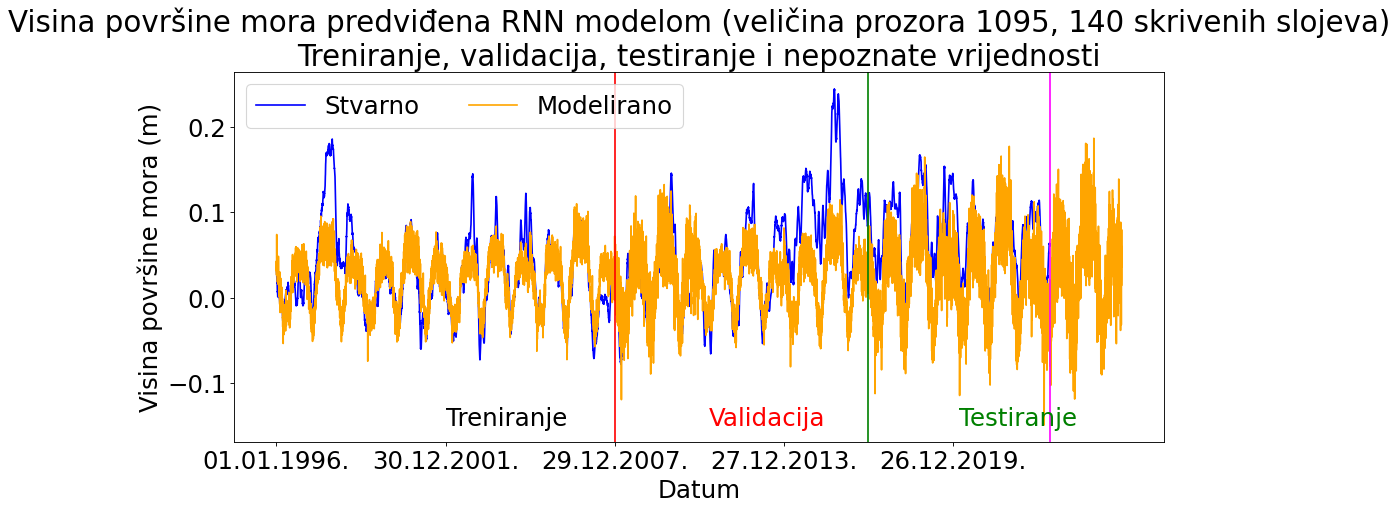 Visina površine mora predviđena RNN modelom (veličina prozora 1095, 140 skrivenih slojeva)
Treniranje, validacija, testiranje i nepoznate vrijednosti
Stvarno
Modelirano
Visina površine mora (m)
0.2
0.1
0.0
−0.1
Treniranje
Validacija
Testiranje
01.01.1996.
30.12.2001.
29.12.2007.
27.12.2013.
26.12.2019.
Datum